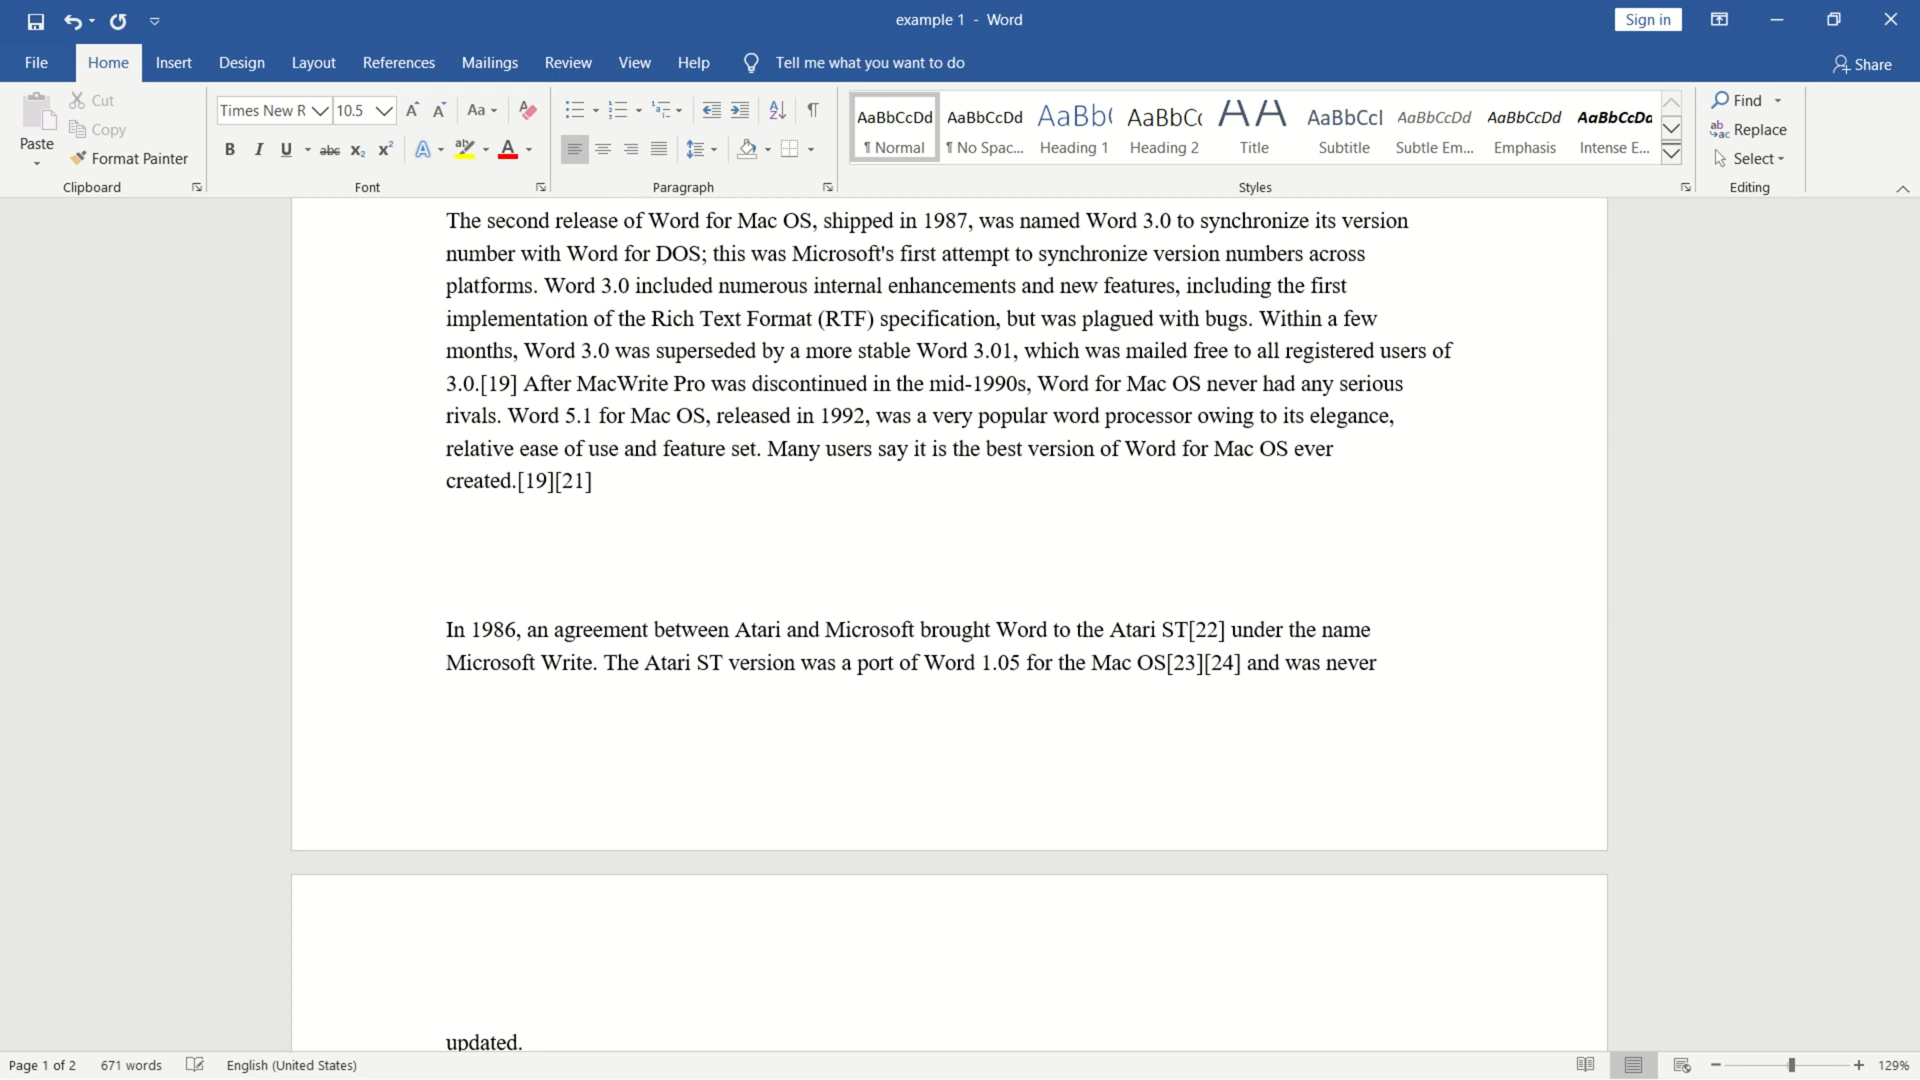 example 1 - Word
Sign in
File Home Insert Design Layout References Mailings Review View Help Tell me what you want to do
Share
Paste
Cut
Copy
Format Painter
Clipboard
Times New R 10.5
Aa
B I U abc x₂ x² A ab A
Font
Paragraph
AaBbCcDd AaBbCcDd AaBb( AaBbC( AA AaBbCcl AaBbCcDd AaBbCcDd AaBbCcDc
¶ Normal ¶ No Spac... Heading 1 Heading 2 Title Subtitle Subtle Em... Emphasis Intense E...
Styles
Find
Replace
Select
Editing
The second release of Word for Mac OS, shipped in 1987, was named Word 3.0 to synchronize its version
number with Word for DOS; this was Microsoft's first attempt to synchronize version numbers across
platforms. Word 3.0 included numerous internal enhancements and new features, including the first
implementation of the Rich Text Format (RTF) specification, but was plagued with bugs. Within a few
months, Word 3.0 was superseded by a more stable Word 3.01, which was mailed free to all registered users of
3.0.[19] After MacWrite Pro was discontinued in the mid-1990s, Word for Mac OS never had any serious
rivals. Word 5.1 for Mac OS, released in 1992, was a very popular word processor owing to its elegance,
relative ease of use and feature set. Many users say it is the best version of Word for Mac OS ever
created.[19][21]
In 1986, an agreement between Atari and Microsoft brought Word to the Atari ST[22] under the name
Microsoft Write. The Atari ST version was a port of Word 1.05 for the Mac OS[23][24] and was never
updated.
Page 1 of 2 671 words English (United States) 129%